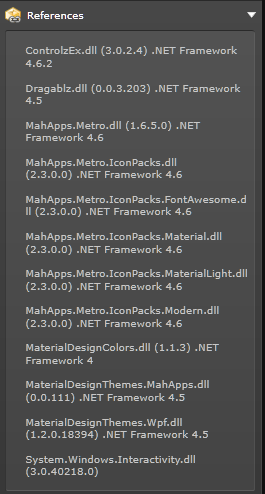 References
ControlzEx.dll (3.0.2.4) .NET Framework
4.6.2
Dragablz.dll (0.0.3.203) .NET Framework
4.5
MahApps.Metro.dll (1.6.5.0) .NET
Framework 4.6
MahApps.Metro.IconPacks.dll
(2.3.0.0) .NET Framework 4.6
MahApps.Metro.IconPacks.FontAwesome.d
ll (2.3.0.0) .NET Framework 4.6
MahApps.Metro.IconPacks.Material.dll
(2.3.0.0) .NET Framework 4.6
MahApps.Metro.IconPacks.MaterialLight.dll
(2.3.0.0) .NET Framework 4.6
MahApps.Metro.IconPacks.Modern.dll
(2.3.0.0) .NET Framework 4.6
MaterialDesignColors.dll (1.1.3) .NET
Framework 4
MaterialDesignThemes.MahApps.dll
(0.0.111) .NET Framework 4.5
MaterialDesignThemes.Wpf.dll
(1.2.0.18394) .NET Framework 4.5
System.Windows.Interactivity.dll
(3.0.40218.0)